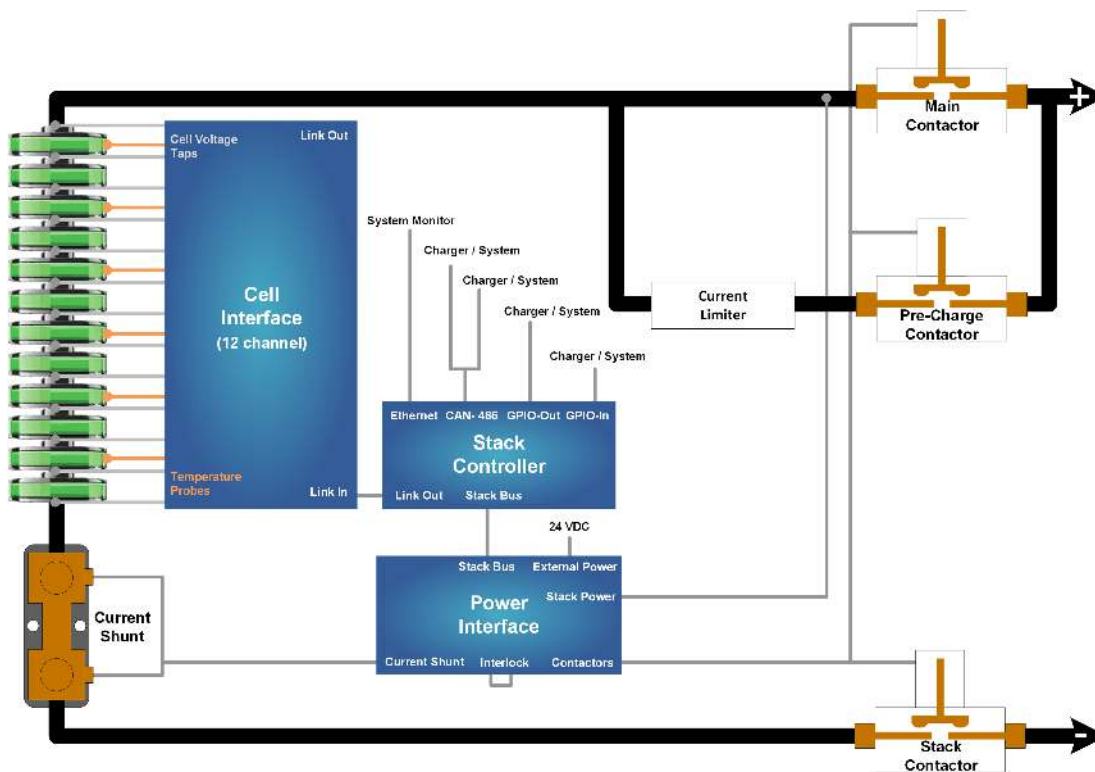 +
Main
Contactor
Cell Voltage
Taps
Link Out
Cell
Interface
(12 channel)
Temperature
Probes
Link In
System Monitor
Charger / System
Charger / System
Charger / System
Charger / System
Current
Limiter
Pre-Charge
Contactor
Ethernet CAN- 486 GPIO-Out GPIO-In
Stack
Controller
Link Out Stack Bus
24 VDC
Stack Bus External Power
Stack Power
Power
Interface
Current Shunt Interlock Contactors
Current
Shunt
-
Stack
Contactor